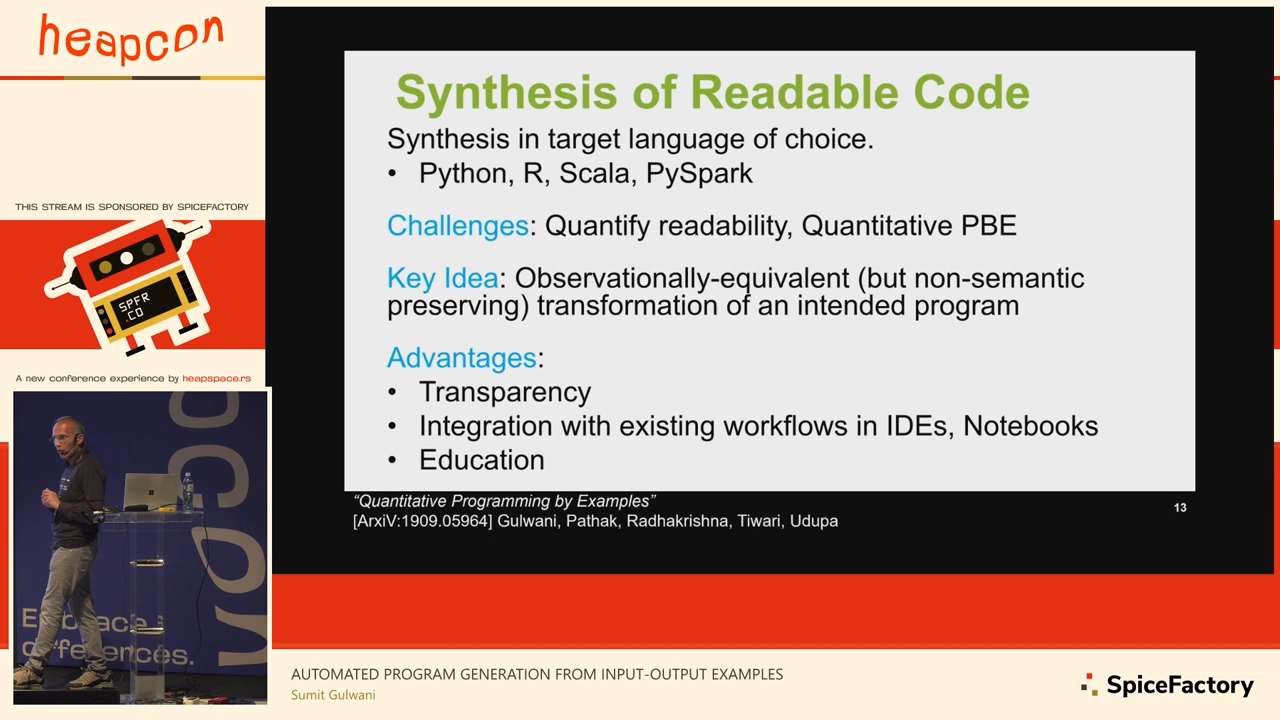 heapcon
THIS STREAM IS SPONSORED BY SPICEFACTORY
SPFR
.CO
A new conference experience by heapspace.rs
Synthesis of Readable Code
Synthesis in target language of choice.
• Python, R, Scala, PySpark
Challenges: Quantify readability, Quantitative PBE
Key Idea: Observationally-equivalent (but non-semantic
preserving) transformation of an intended program
Advantages:
• Transparency
• Integration with existing workflows in IDEs, Notebooks
• Education
“Quantitative Programming by Examples”
[ArxiV:1909.05964] Gulwani, Pathak, Radhakrishna, Tiwari, Udupa
13
differences.
AUTOMATED PROGRAM GENERATION FROM INPUT-OUTPUT EXAMPLES
Sumit Gulwani
SpiceFactory